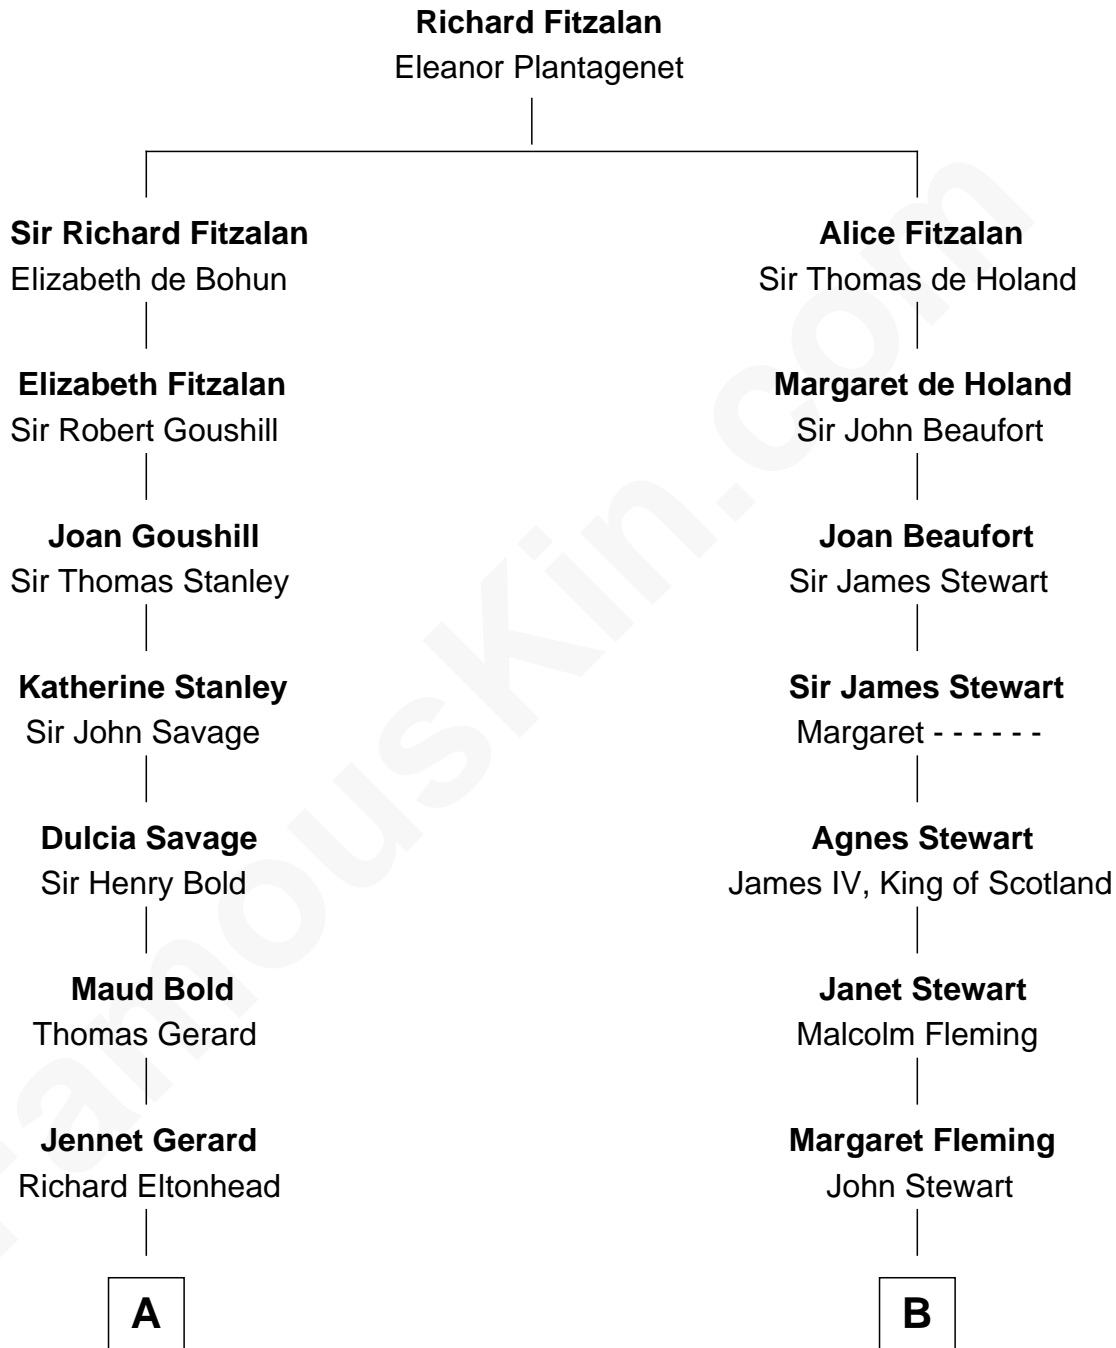 Richard Fitzalan
Eleanor Plantagenet
Sir Richard Fitzalan
Elizabeth de Bohun
Elizabeth Fitzalan
Sir Robert Goushill
Joan Goushill
Sir Thomas Stanley
Katherine Stanley
Sir John Savage
Dulcia Savage
Sir Henry Bold
Maud Bold
Thomas Gerard
Jennet Gerard
Richard Eltonhead
A
Alice Fitzalan
Sir Thomas de Holand
Margaret de Holand
Sir John Beaufort
Joan Beaufort
Sir James Stewart
Sir James Stewart
Margaret - - - - - -
Agnes Stewart
James IV, King of Scotland
Janet Stewart
Malcolm Fleming
Margaret Fleming
John Stewart
B
FamousKin.com